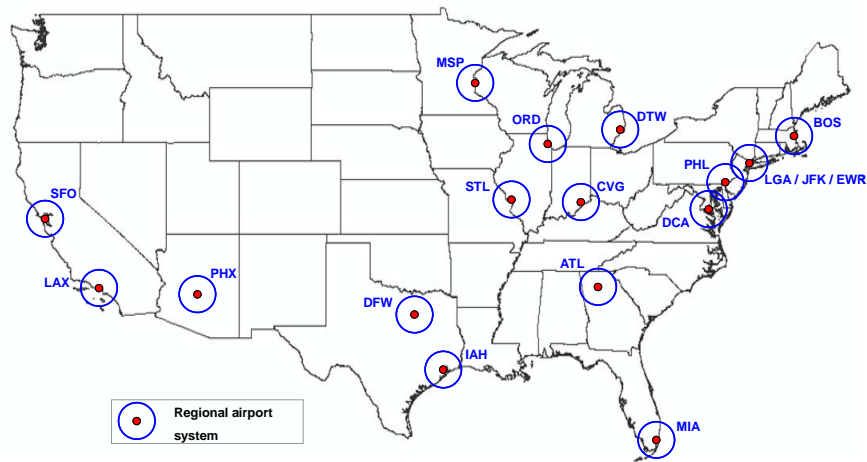 MSP
ORD
DTW
BOS
PHL
LGA / JFK / EWR
SFO
STL
CVG
DCA
LAX
PHX
ATL
DFW
IAH
MIA
Regional airport
system